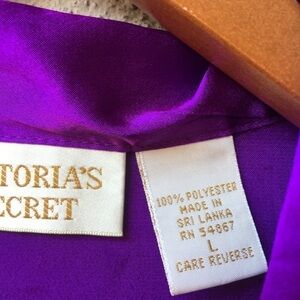 TORIA'S
ECRET
100% POLYESTER
MADE IN
SRI LANKA
RN 54867
L
CARE REVERSE